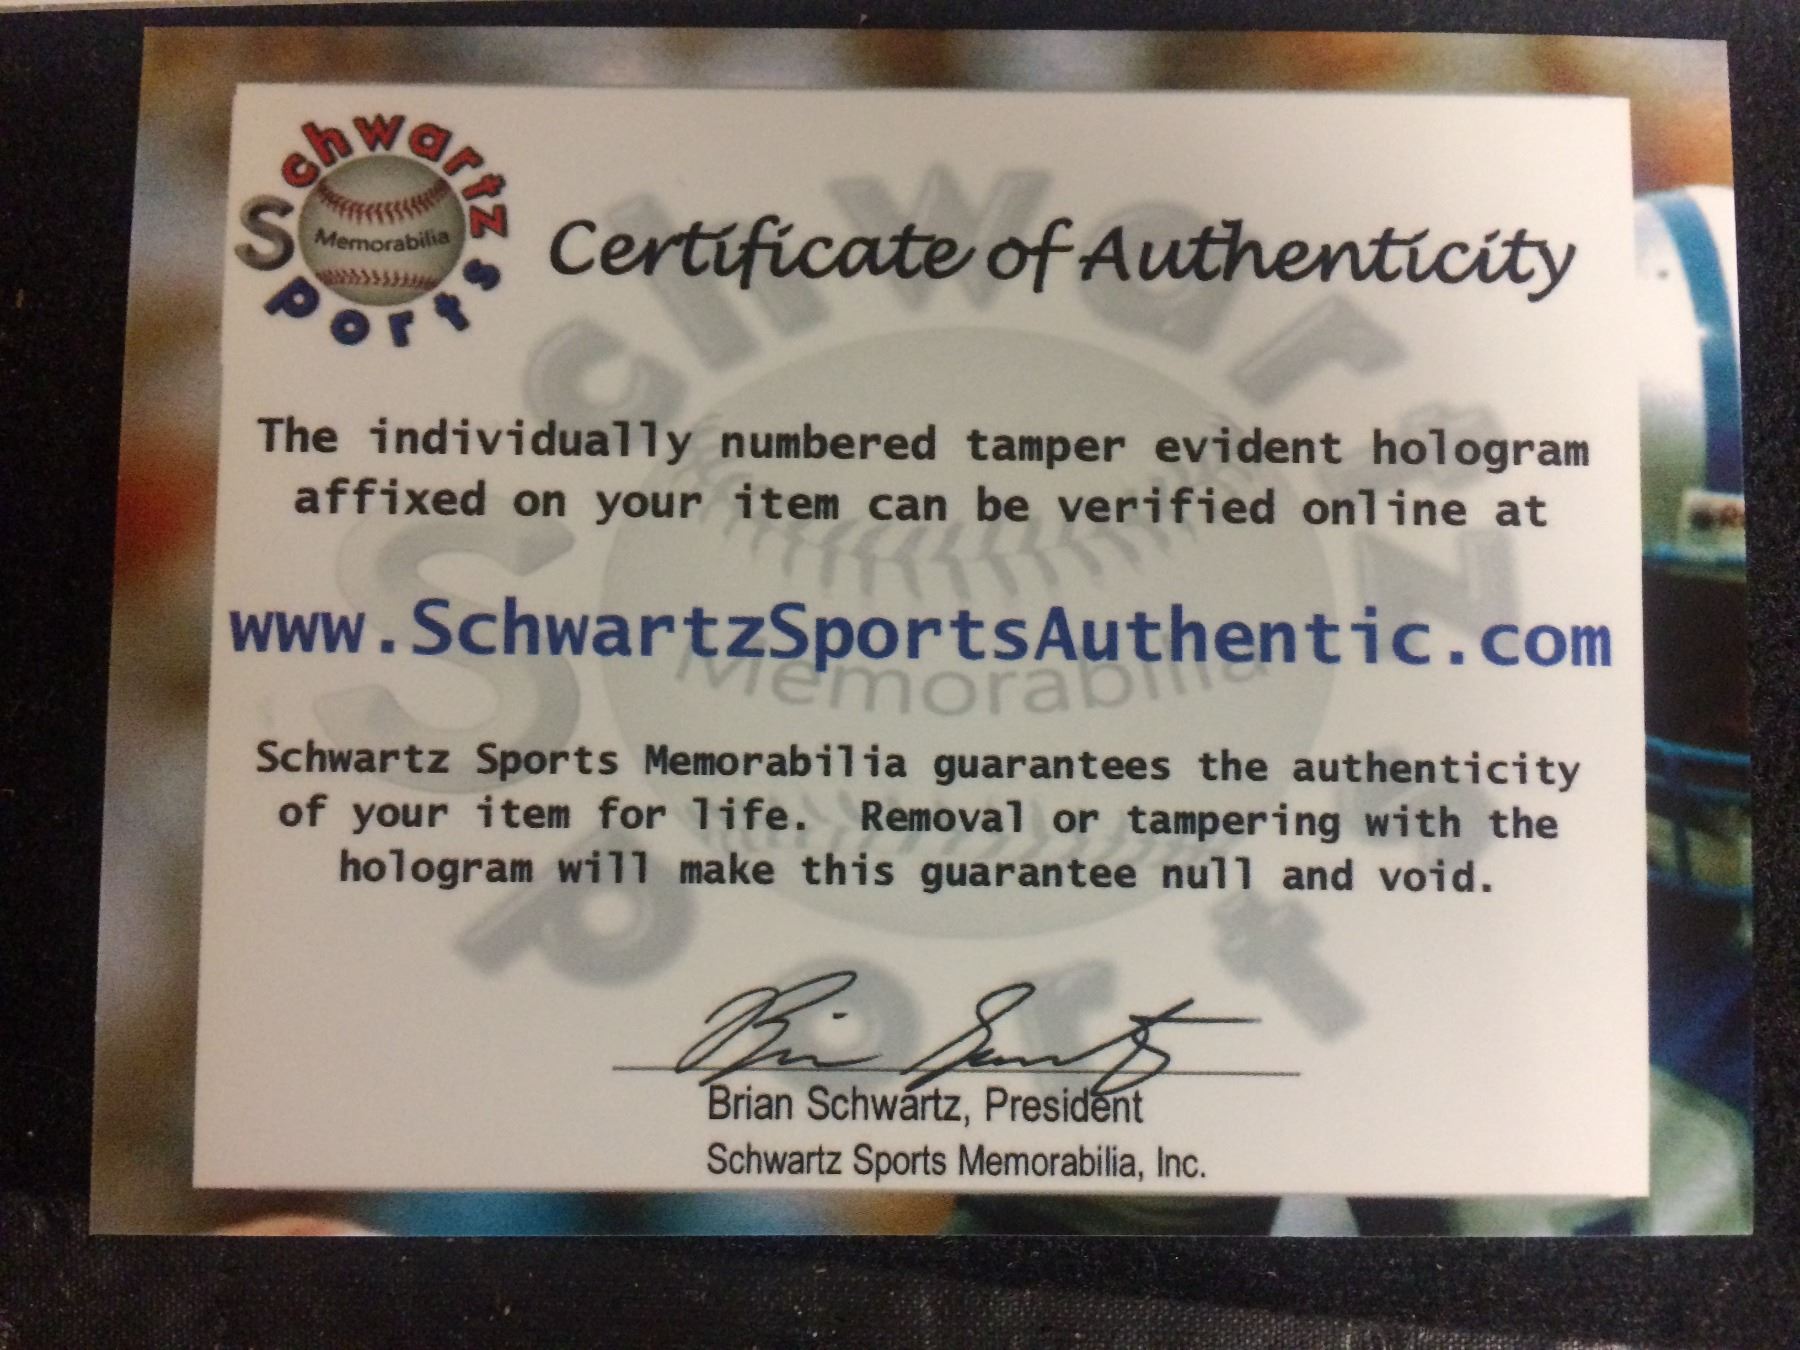 Schwartz
Sports
Memorabilia
Certificate of Authenticity
The individually numbered tamper evident hologram
affixed on your item can be verified online at
www.SchwartzSportsAuthentic.com
Schwartz Sports Memorabilia guarantees the authenticity
of your item for life. Removal or tampering with the
hologram will make this guarantee null and void.
Brian Schwartz
Brian Schwartz, President
Schwartz Sports Memorabilia, Inc.